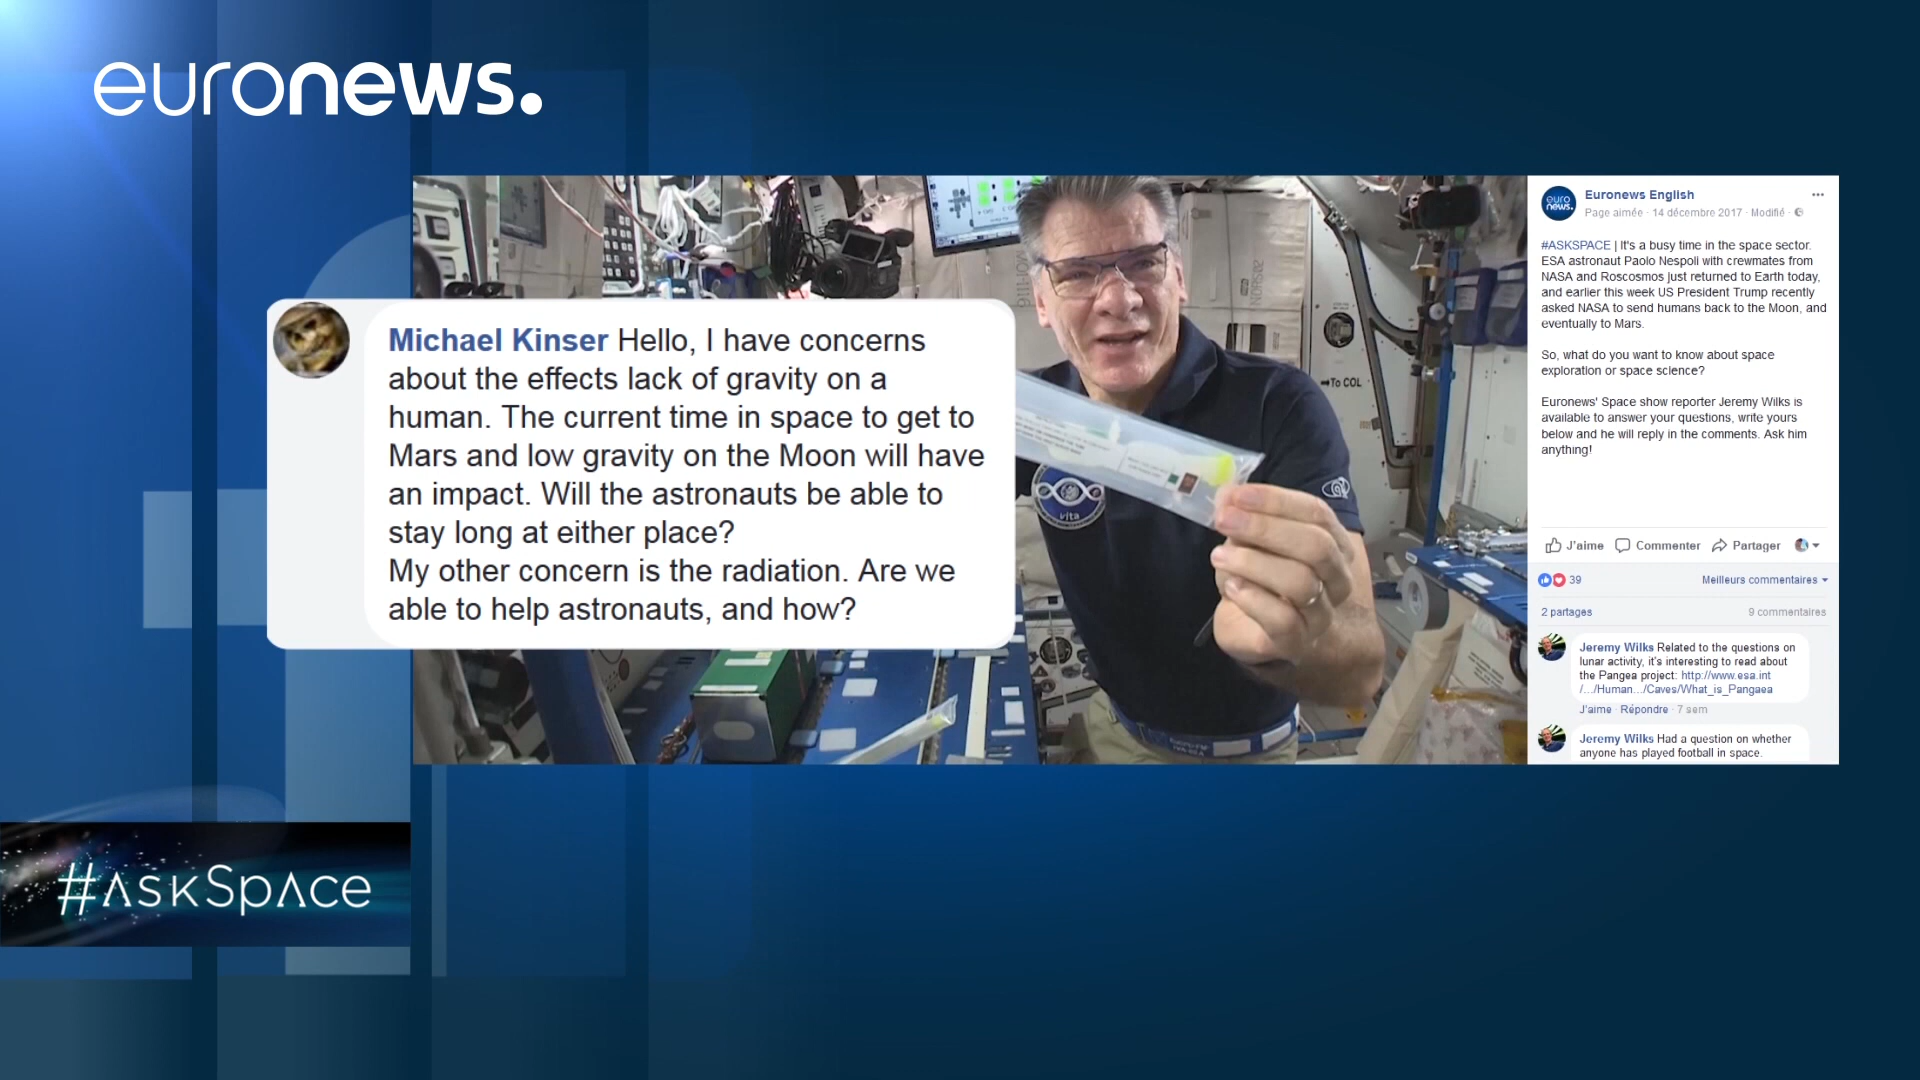 euronews.
Michael Kinser Hello, I have concerns
about the effects lack of gravity on a
human. The current time in space to get to
Mars and low gravity on the Moon will have
an impact. Will the astronauts be able to
stay long at either place?
My other concern is the radiation. Are we
able to help astronauts, and how?
➞To COL
vita
euro
news.
Euronews English
Page aimée · 14 décembre 2017 · Modifié ·
#ASKSPACE | It's a busy time in the space sector.
ESA astronaut Paolo Nespoli with crewmates from
NASA and Roscosmos just returned to Earth today,
and earlier this week US President Trump recently
asked NASA to send humans back to the Moon, and
eventually to Mars.
So, what do you want to know about space
exploration or space science?
Euronews' Space show reporter Jeremy Wilks is
available to answer your questions, write yours
below and he will reply in the comments. Ask him
anything!
J'aime Commenter Partager
39 Meilleurs commentaires
2 partages 9 commentaires
Jeremy Wilks Related to the questions on
lunar activity, it's interesting to read about
the Pangea project: http://www.esa.int
/.../Human.../Caves/What_is_Pangaea
J'aime · Répondre · 7 sem
Jeremy Wilks Had a question on whether
anyone has played football in space.
#AskSpace